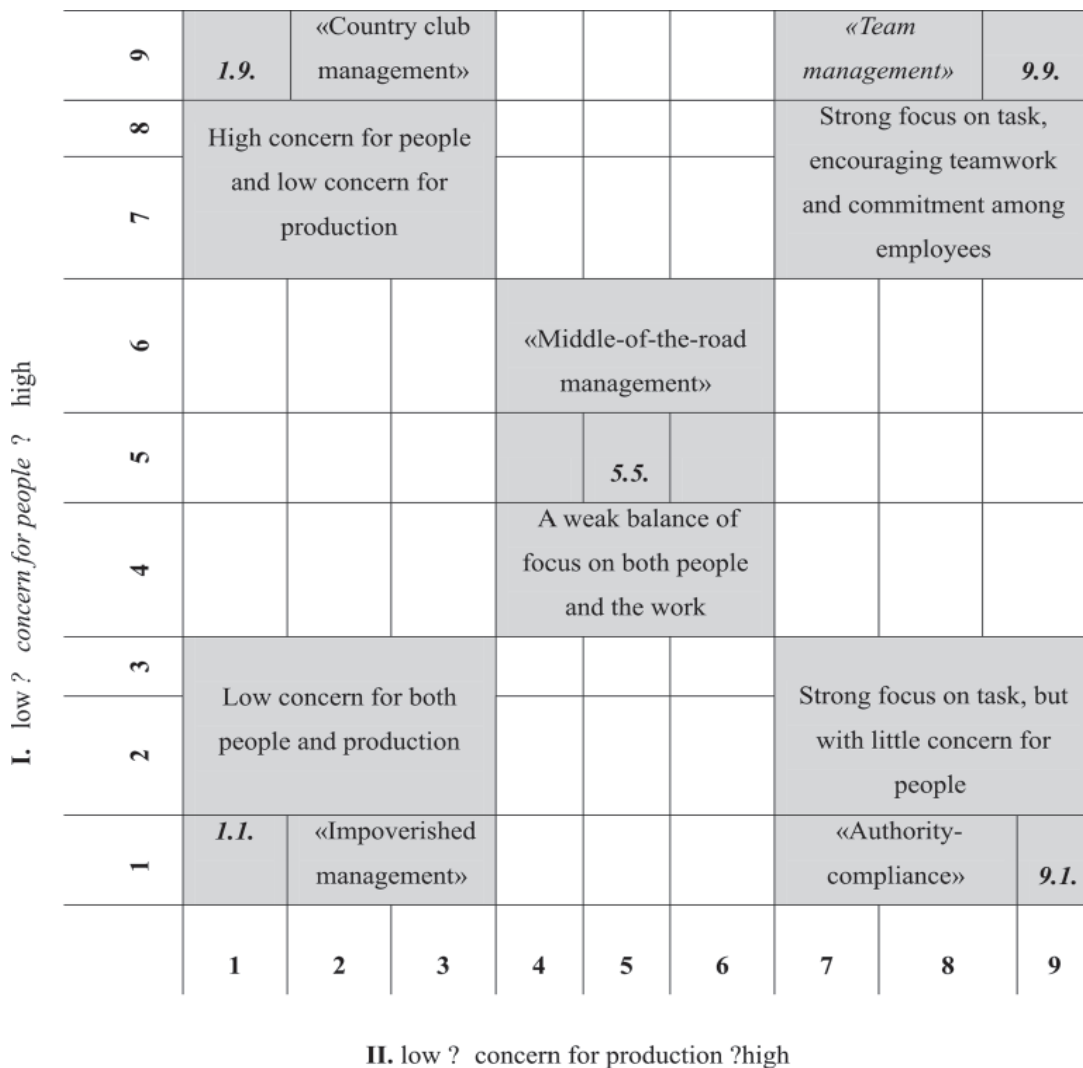 9
1.9.
«Country club
management»
«Team
management»
9.9.
8
7
High concern for people
and low concern for
production
Strong focus on task,
encouraging teamwork
and commitment among
employees
6
«Middle-of-the-road
management»
5
5.5.
4
A weak balance of
focus on both people
and the work
3
2
Low concern for both
people and production
Strong focus on task, but
with little concern for
people
1
1.1.
«Impoverished
management»
«Authority-
compliance»
9.1.
1 2 3 4 5 6 7 8 9
I. low ? concern for people ? high
II. low ? concern for production ?high